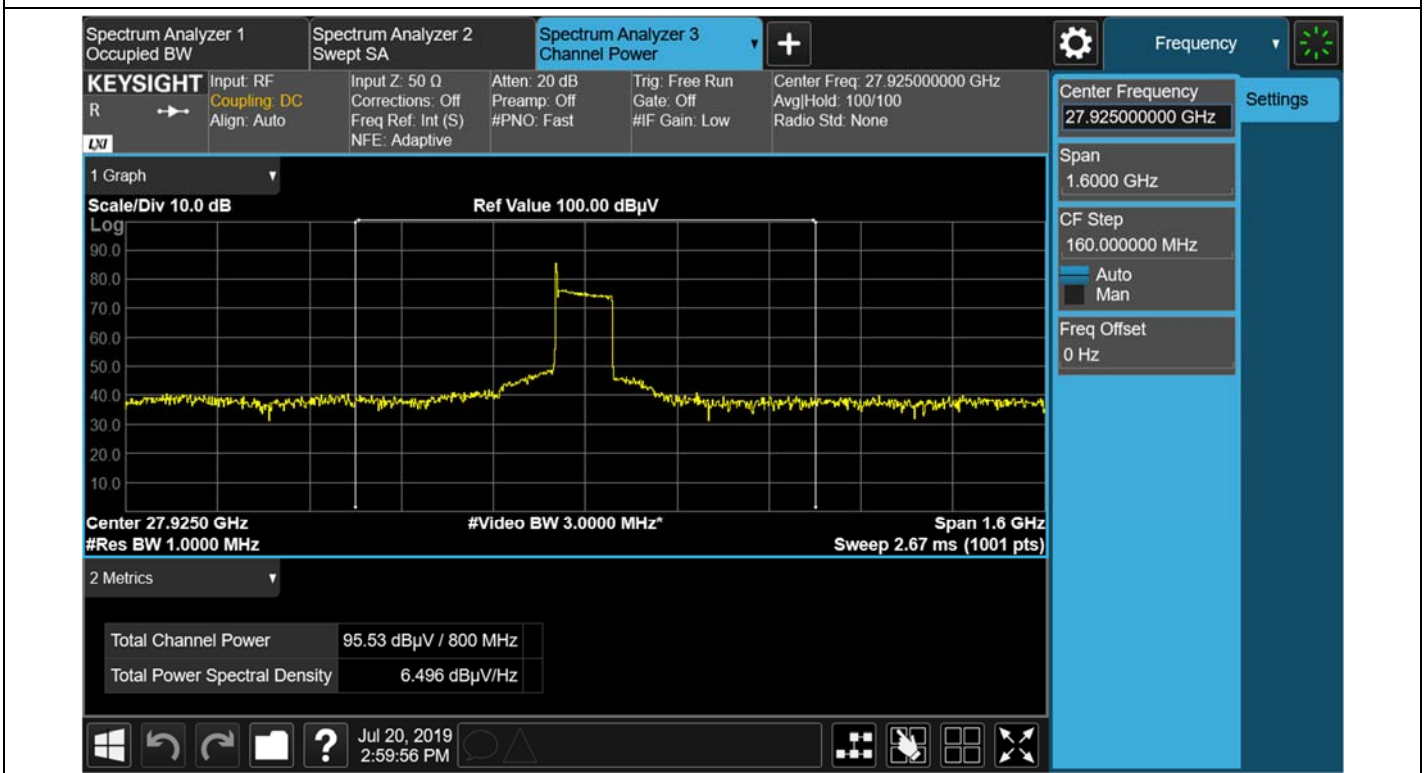 Spectrum Analyzer 1
Occupied BW
Spectrum Analyzer 2
Swept SA
Spectrum Analyzer 3
Channel Power
Frequency
KEYSIGHT
R
LXI
Input: RF
Coupling: DC
Align: Auto
Input Z: 50 Ω
Corrections: Off
Freq Ref: Int (S)
NFE: Adaptive
Atten: 20 dB
Preamp: Off
#PNO: Fast
Trig: Free Run
Gate: Off
#IF Gain: Low
Center Freq: 27.925000000 GHz
Avg|Hold: 100/100
Radio Std: None
Center Frequency
27.925000000 GHz
Settings
Span
1.6000 GHz
CF Step
160.000000 MHz
Auto
Man
Freq Offset
0 Hz
1 Graph
Scale/Div 10.0 dB
Ref Value 100.00 dBµV
Log
90.0
80.0
70.0
60.0
50.0
40.0
30.0
20.0
10.0
Center 27.9250 GHz
#Video BW 3.0000 MHz*
Span 1.6 GHz
#Res BW 1.0000 MHz
Sweep 2.67 ms (1001 pts)
2 Metrics
Total Channel Power 95.53 dBµV / 800 MHz
Total Power Spectral Density 6.496 dBµV/Hz
?
Jul 20, 2019
2:59:56 PM